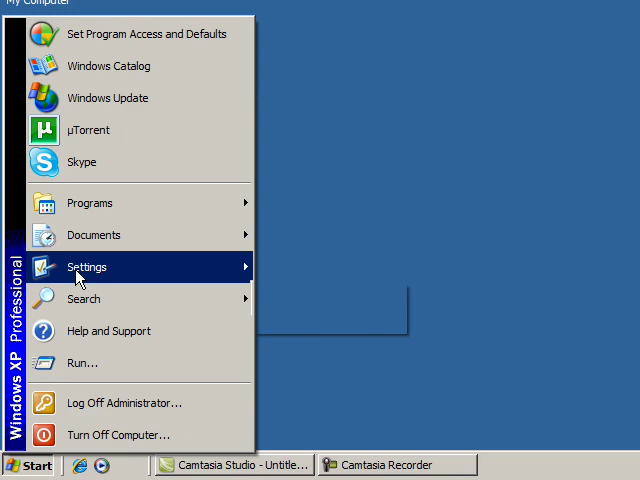 My Computer
Set Program Access and Defaults
Windows Catalog
Windows Update
µTorrent
Skype
Programs
Documents
Settings
Search
Help and Support
Run...
Log Off Administrator...
Turn Off Computer...
Windows XP Professional
Start
Camtasia Studio - Untitle...
Camtasia Recorder